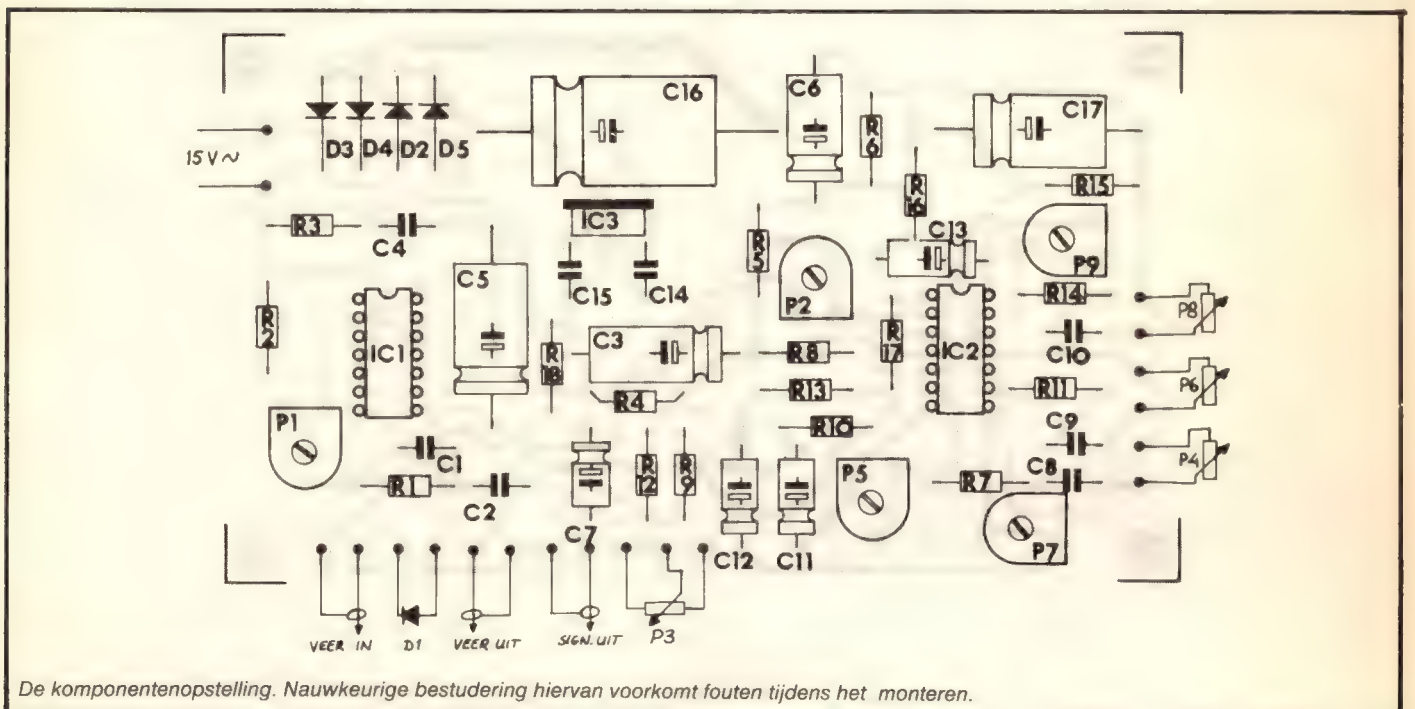 C16
C6
C17
R6
15V~
D3 D4 D2 D5
R15
R16
R3
C4
IC3
C13
R5
P9
C5
C15
C14
P2
R14
P8
R2
IC1
R18
C3
R8
R17
IC2
C10
P6
R4
R13
R11
P1
R10
C9
P4
C1
R12
R9
P5
R7
C8
R1
C2
C7
C12
C11
P7
VEER IN
D1
VEER UIT
SIGN. UIT
P3
De komponentenopstelling. Nauwkeurige bestudering hiervan voorkomt fouten tijdens het monteren.